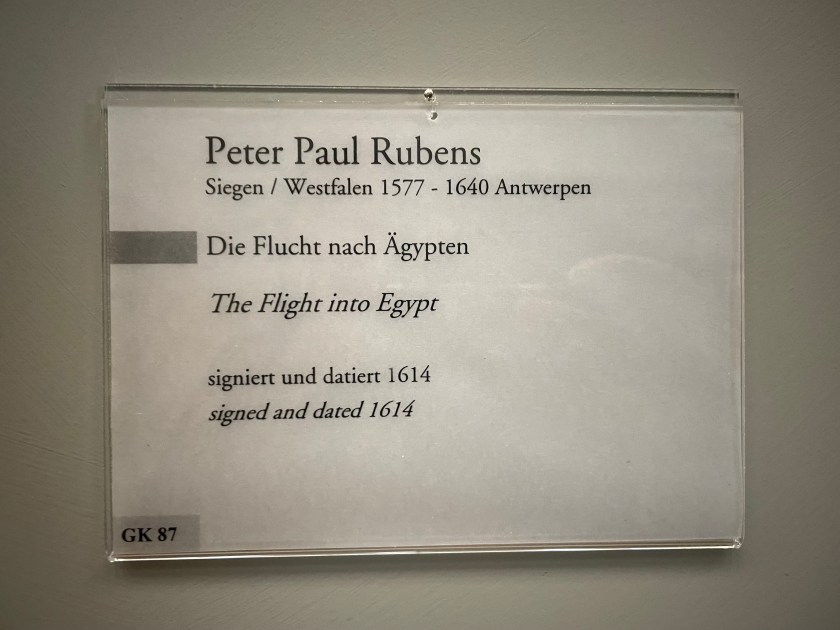 Peter Paul Rubens
Siegen / Westfalen 1577 - 1640 Antwerpen
Die Flucht nach Ägypten
The Flight into Egypt
signiert und datiert 1614
signed and dated 1614
GK 87